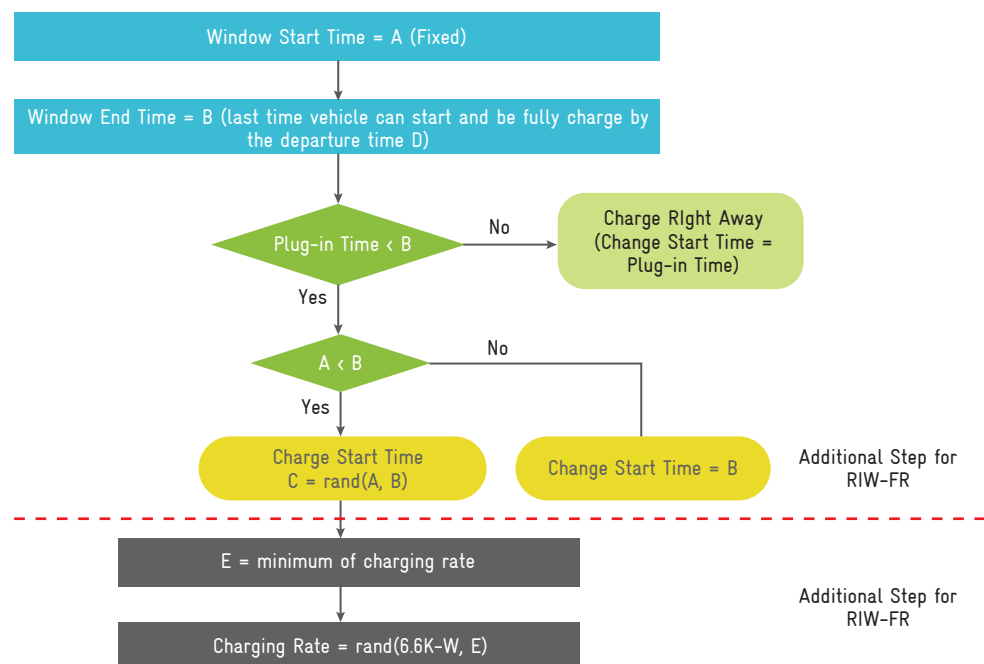 Window Start Time = A (Fixed)
Window End Time = B (last time vehicle can start and be fully charge by
the departure time D)
Plug-in Time < B
No
Charge RIght Away
(Change Start Time =
Plug-in Time)
Yes
A < B
No
Yes
Charge Start Time
C = rand(A, B)
Change Start Time = B
Additional Step for
RIW-FR
E = minimum of charging rate
Additional Step for
RIW-FR
Charging Rate = rand(6.6K-W, E)